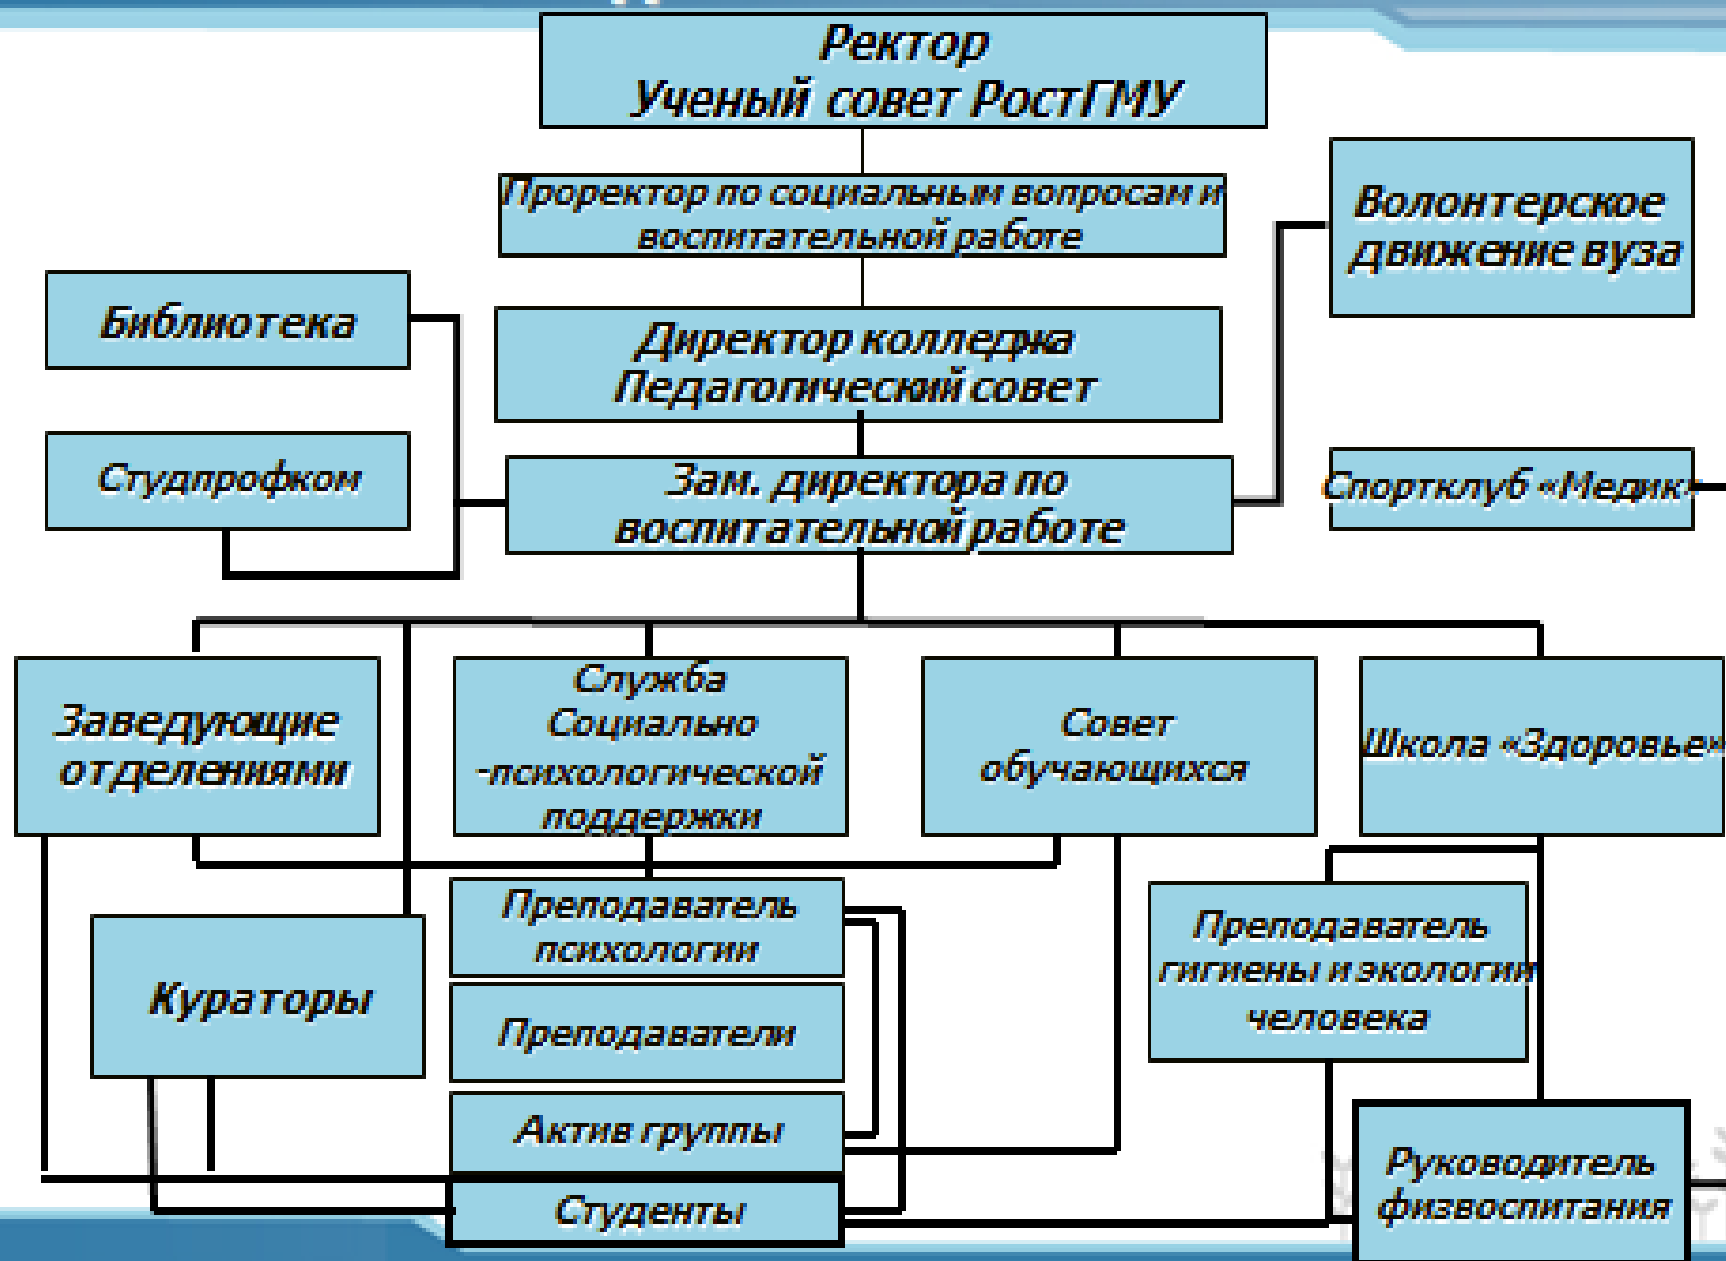 Ректор
Ученый совет РостГМУ
Проректор по социальным вопросам и
воспитательной работе
Волонтерское
движение вуза
Библиотека
Директор колледжа
Педагогический совет
Студпрофком
Зам. директора по
воспитательной работе
Спортклуб «Медик»
Заведующие
отделениями
Служба
Социально
-психологической
поддержки
Совет
обучающихся
Школа «Здоровье»
Кураторы
Преподаватель
психологии
Преподаватели
Актив группы
Студенты
Преподаватель
гигиены и экологии
человека
Руководитель
физвоспитания